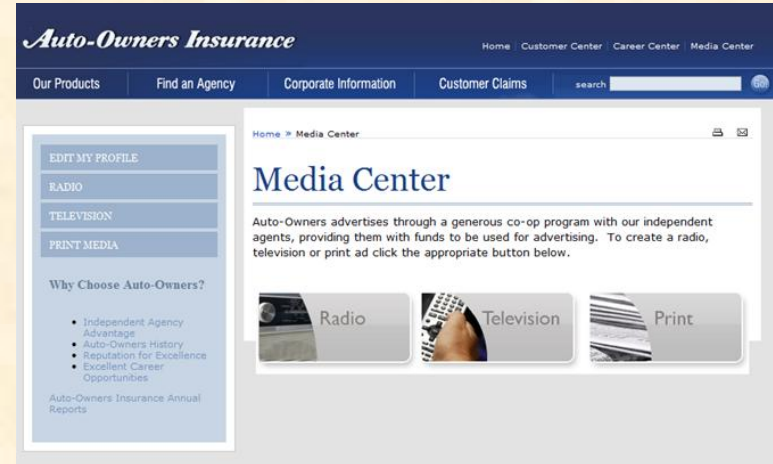 Auto-Owners Insurance
Home Customer Center Career Center Media Center
Our Products Find an Agency Corporate Information Customer Claims search Go
EDIT MY PROFILE
RADIO
TELEVISION
PRINT MEDIA
Why Choose Auto-Owners?
Independent Agency
Advantage
Auto-Owners History
Reputation for Excellence
Excellent Career
Opportunities
Auto-Owners Insurance Annual
Reports
Home » Media Center
Media Center
Auto-Owners advertises through a generous co-op program with our independent
agents, providing them with funds to be used for advertising. To create a radio,
television or print ad click the appropriate button below.
Radio Television Print